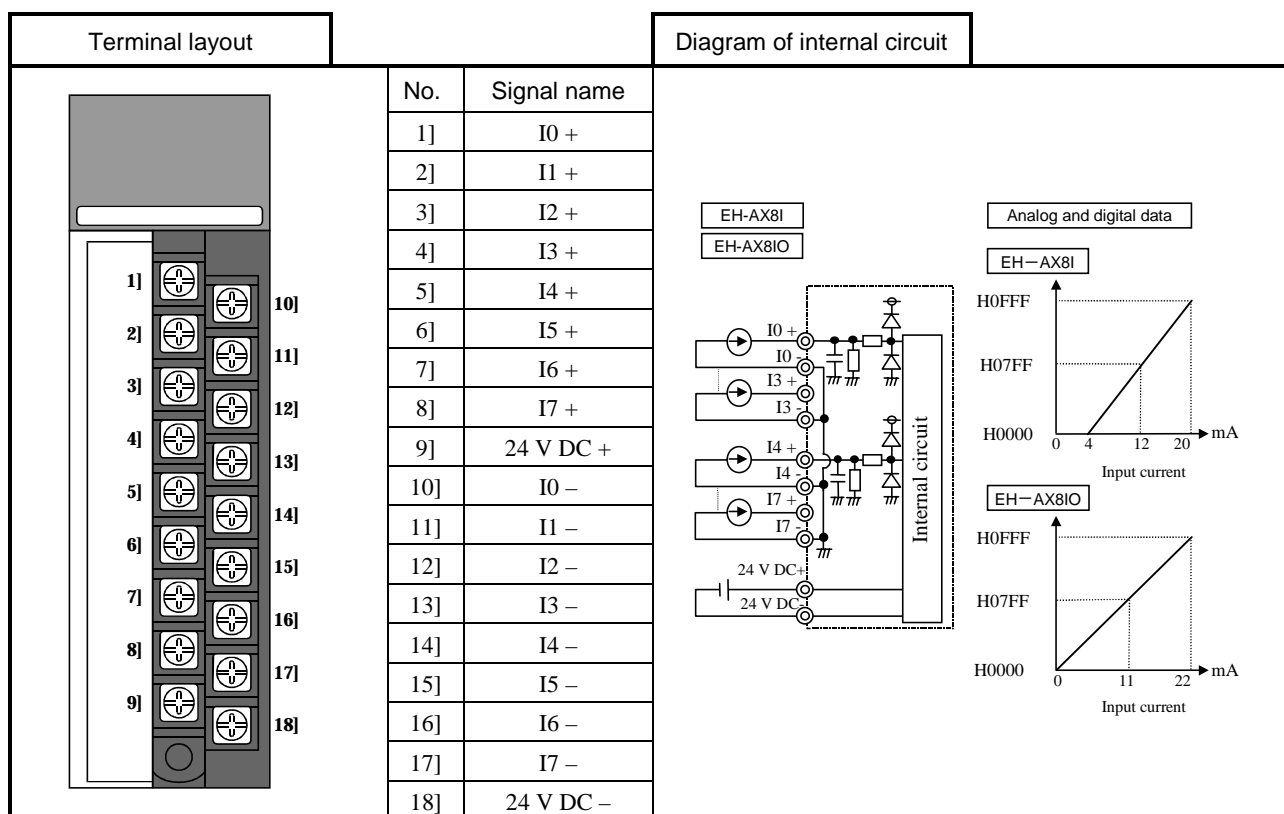 Terminal layout
Diagram of internal circuit
No. Signal name
1] I0 +
2] I1 +
3] I2 +
4] I3 +
5] I4 +
6] I5 +
7] I6 +
8] I7 +
9] 24 V DC +
10] I0 –
11] I1 –
12] I2 –
13] I3 –
14] I4 –
15] I5 –
16] I6 –
17] I7 –
18] 24 V DC –
1]
2]
3]
4]
5]
6]
7]
8]
9]
10]
11]
12]
13]
14]
15]
16]
17]
18]
EH-AX8I
EH-AX8IO
I0 +
I0 -
I3 +
I3 -
I4 +
I4 -
I7 +
I7 -
24 V DC+
24 V DC-
Internal circuit
Analog and digital data
EH－AX8I
H0FFF
H07FF
H0000
0 4 12 20 mA
Input current
EH－AX8IO
H0FFF
H07FF
H0000
0 11 22 mA
Input current